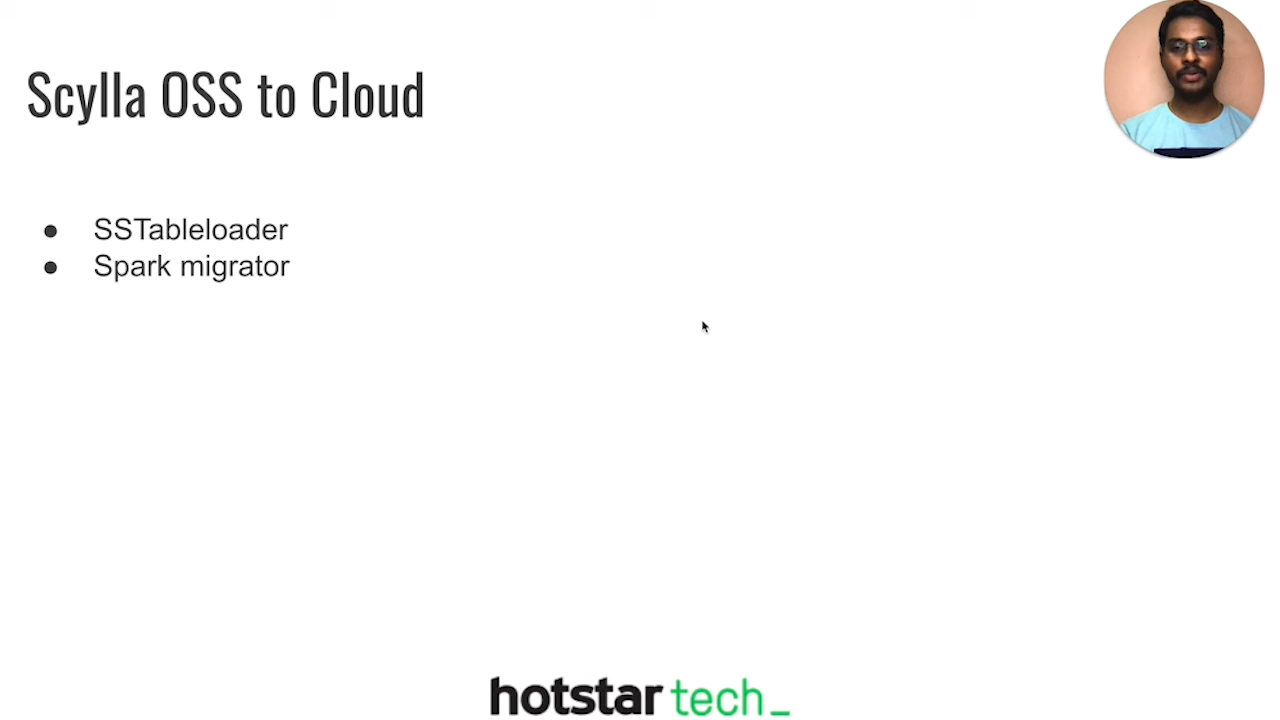 Scylla OSS to Cloud
● SSTableloader
● Spark migrator
hotstar tech_